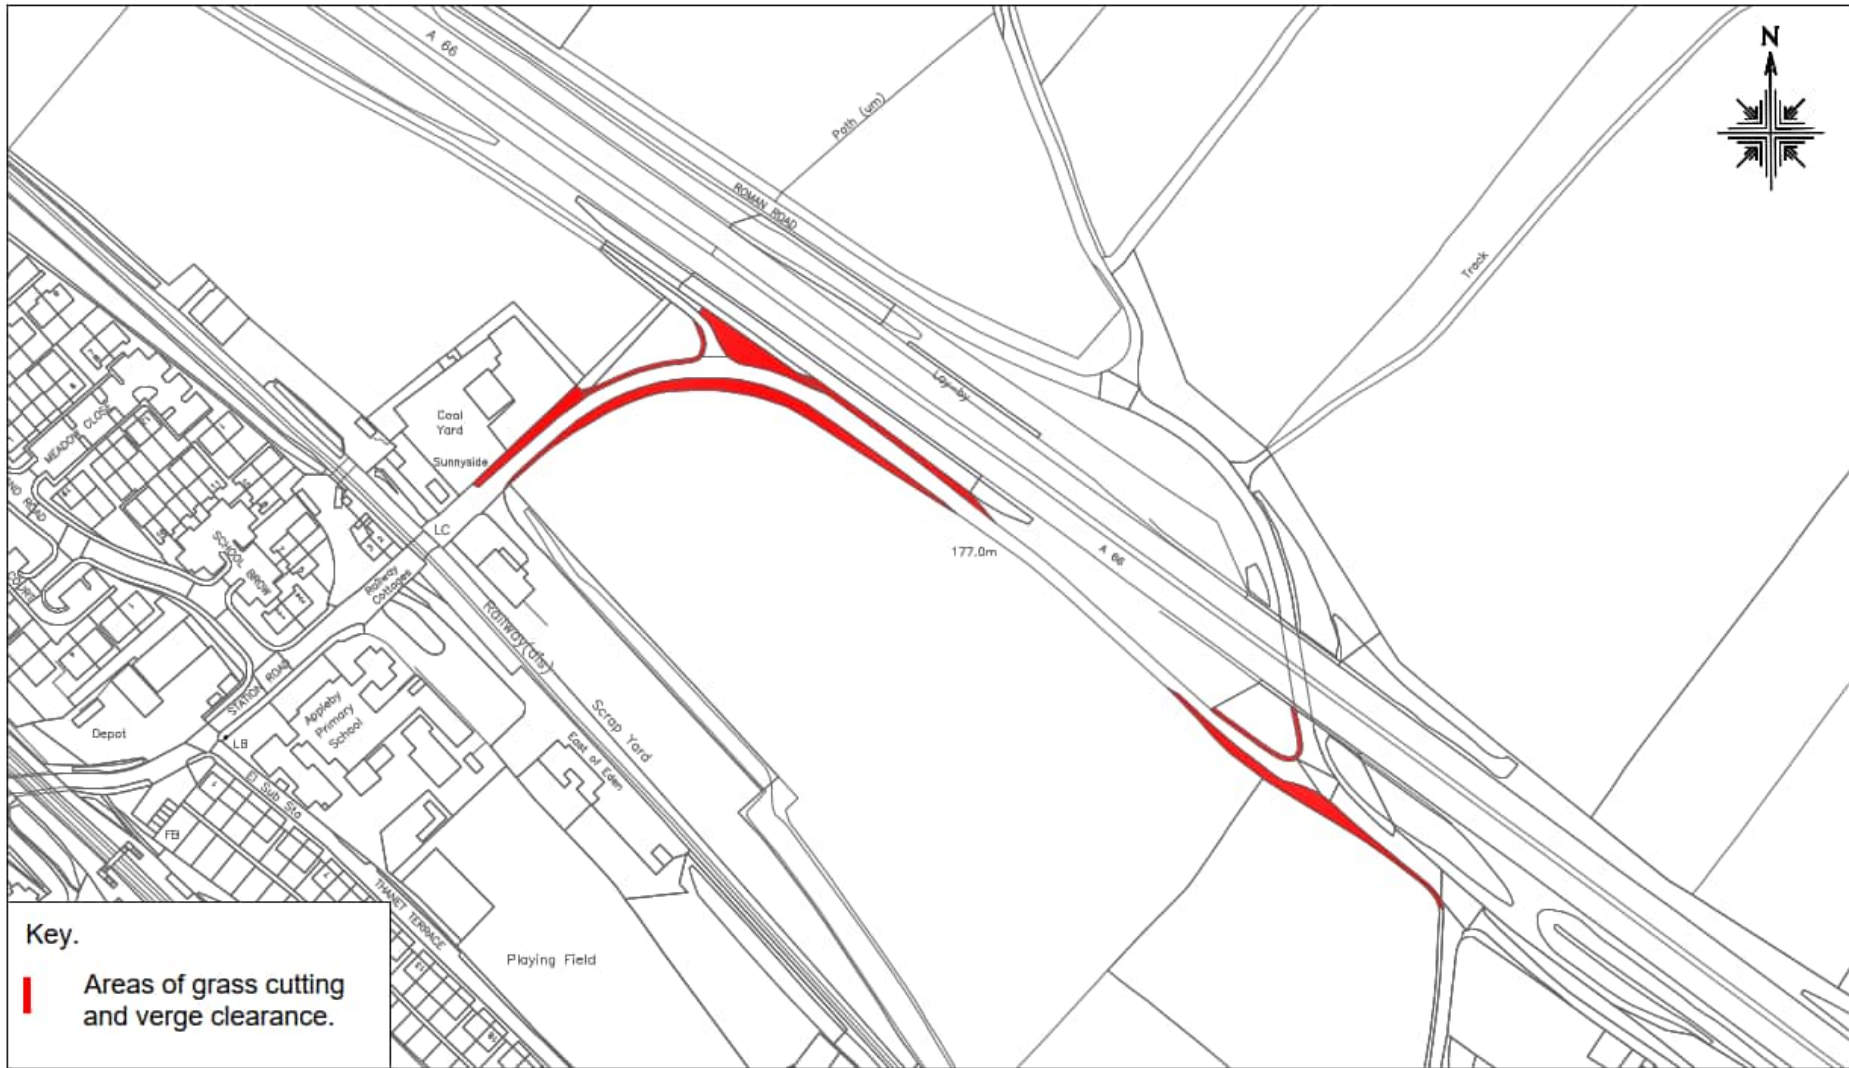 A 66
N
Path (um)
ROMAN ROAD
Track
Lay-by
MEADOW CLOSE
Coal
Yard
Sunnyside
ROAD
SCHOOL BROW
LC
Railway
Cottages
177.0m
A 66
Railway(dis)
STATION ROAD
Appleby
Primary
School
Scrap Yard
East of Eden
Depot
LB
El Sub Sta
FB
THANET TERRACE
Playing Field
Key.
Areas of grass cutting
and verge clearance.